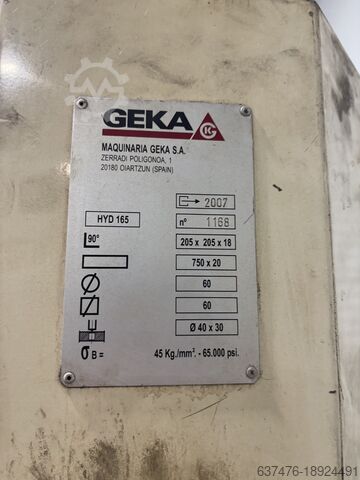 GEKA
GK
MAQUINARIA GEKA S.A.
ZERRADI POLIGONOA, 1
20180 OIARTZUN (SPAIN)
2007
HYD 165
nº 1168
90°
205 x 205 x 18
750 x 20
60
60
Ø 40 x 30
σ B = 45 Kg./mm². - 65.000 psi.
637476-18924491